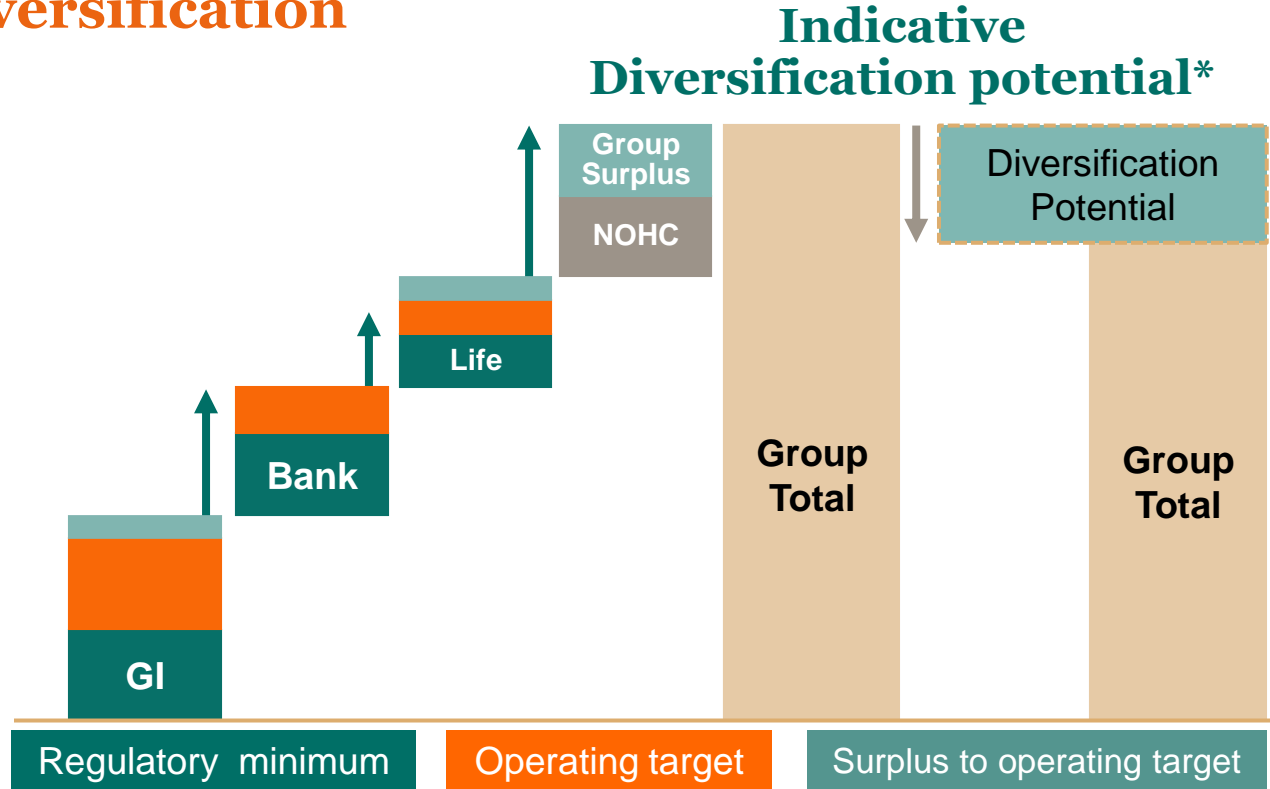 versification
Indicative
Diversification potential*
Group
Surplus
NOHC
Diversification
Potential
Life
Bank
GI
Group
Total
Group
Total
Regulatory minimum
Operating target
Surplus to operating target